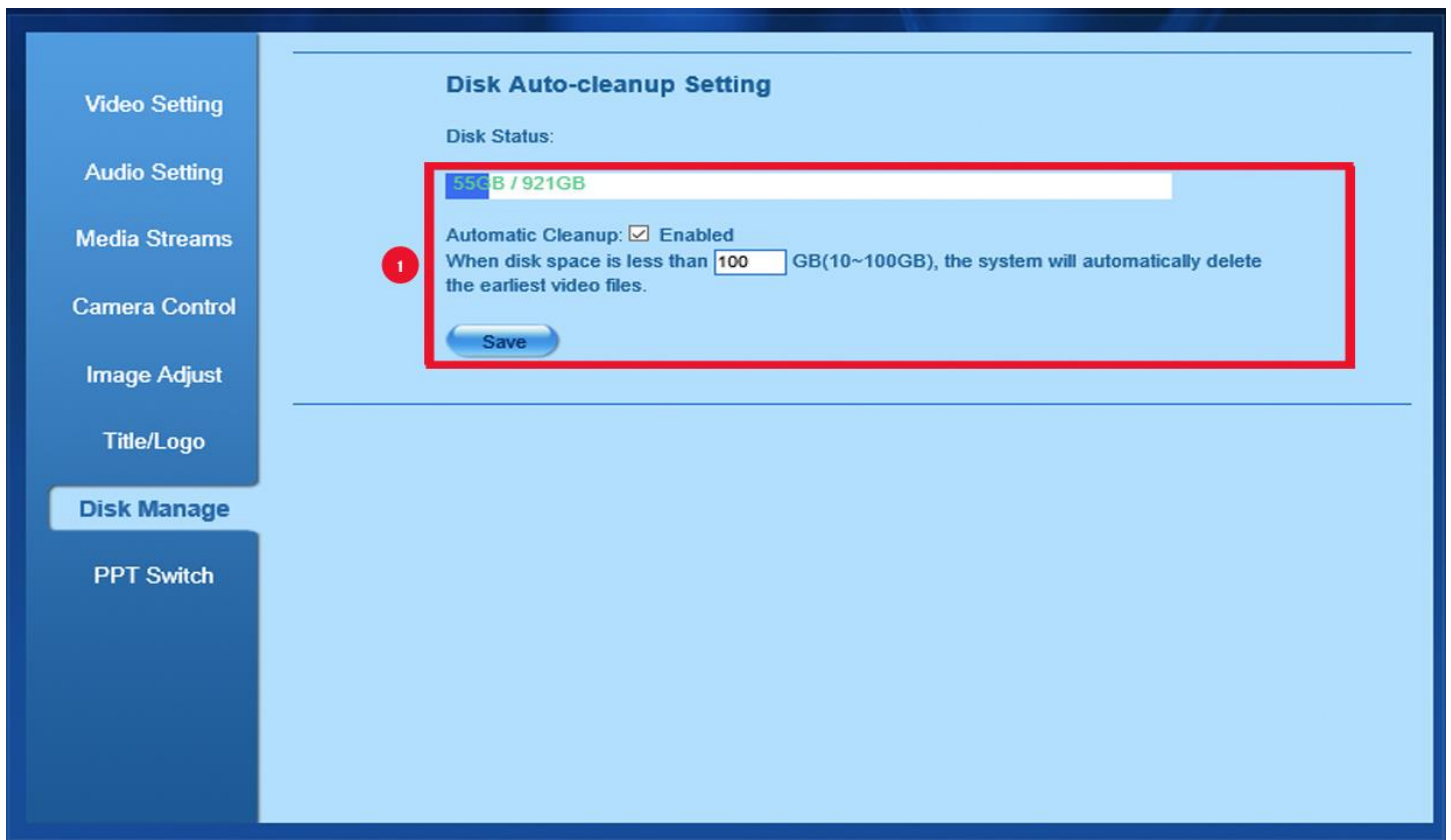 Video Setting
Audio Setting
Media Streams
Camera Control
Image Adjust
Title/Logo
Disk Manage
PPT Switch
Disk Auto-cleanup Setting
Disk Status:
55GB / 921GB
1
Automatic Cleanup: Enabled
When disk space is less than 100 GB(10~100GB), the system will automatically delete
the earliest video files.
Save